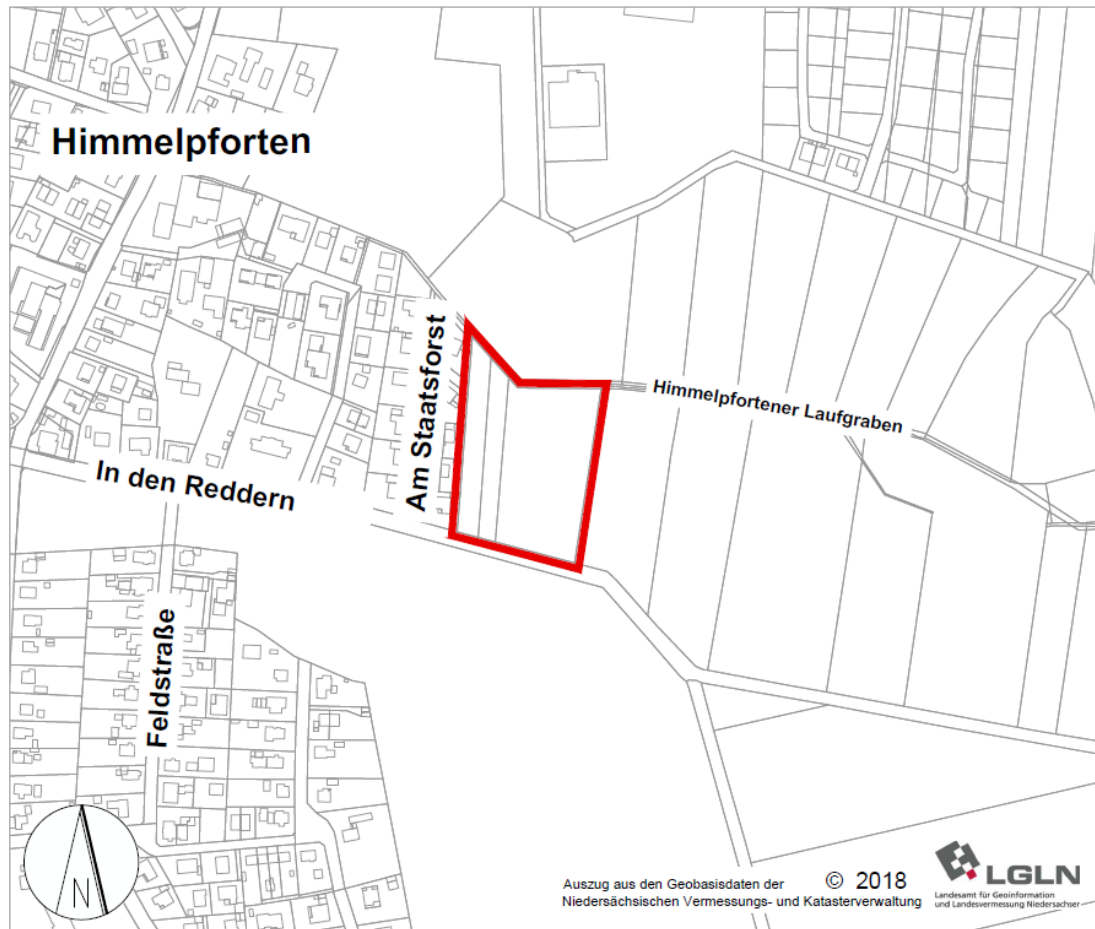 Himmelpforten
Am Staatsforst
Himmelpfortener Laufgraben
In den Reddern
Feldstraße
N
Auszug aus den Geobasisdaten der
Niedersächsischen Vermessungs- und Katasterverwaltung
© 2018
LGLN
Landesamt für Geoinformation
und Landesvermessung Niedersachsen